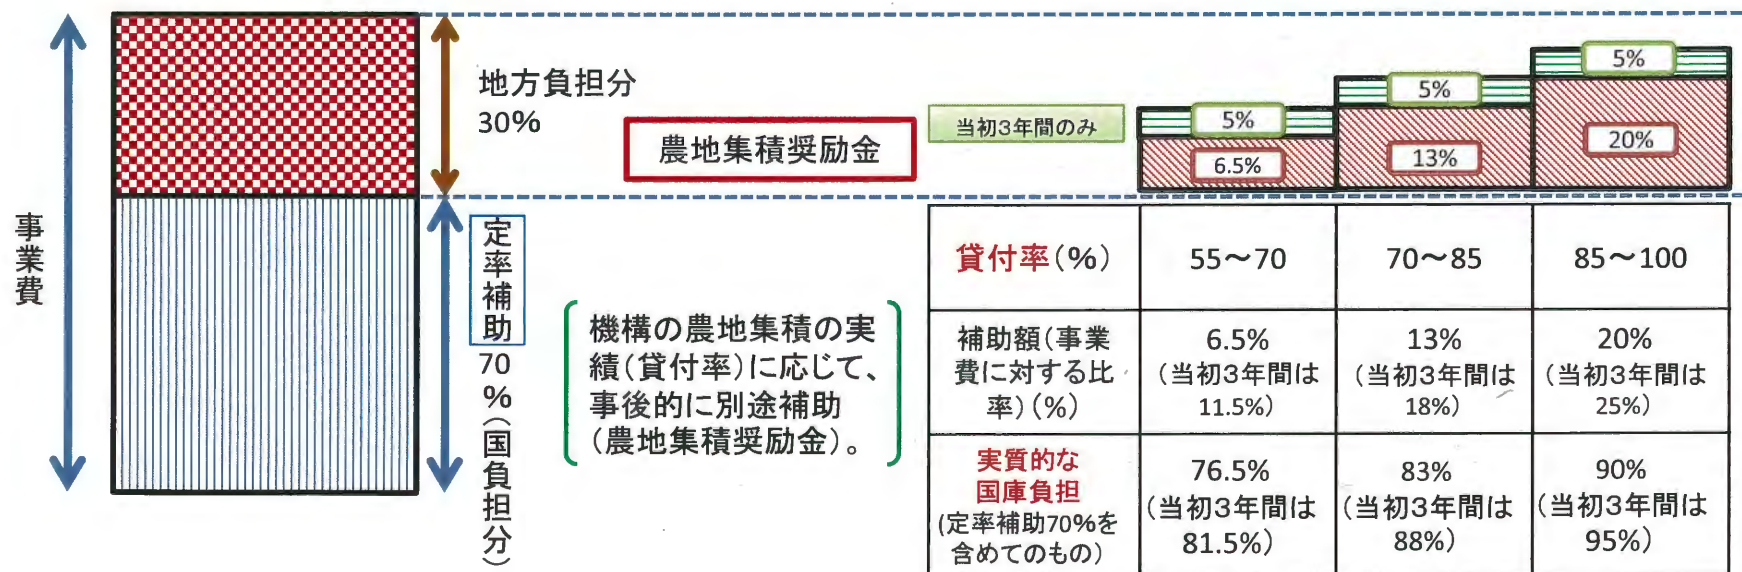 事業費
地方負担分
30%
定率補助
70%(国負担分)
農地集積奨励金
機構の農地集積の実
績(貸付率)に応じて、
事後的に別途補助
(農地集積奨励金)。
当初3年間のみ
5%
6.5%
5%
13%
5%
20%
貸付率(%)
55～70
70～85
85～100
補助額(事業
費に対する比
率)(%)
6.5%
(当初3年間は
11.5%)
13%
(当初3年間は
18%)
20%
(当初3年間は
25%)
実質的な
国庫負担
(定率補助70%を
含めてのもの)
76.5%
(当初3年間は
81.5%)
83%
(当初3年間は
88%)
90%
(当初3年間は
95%)